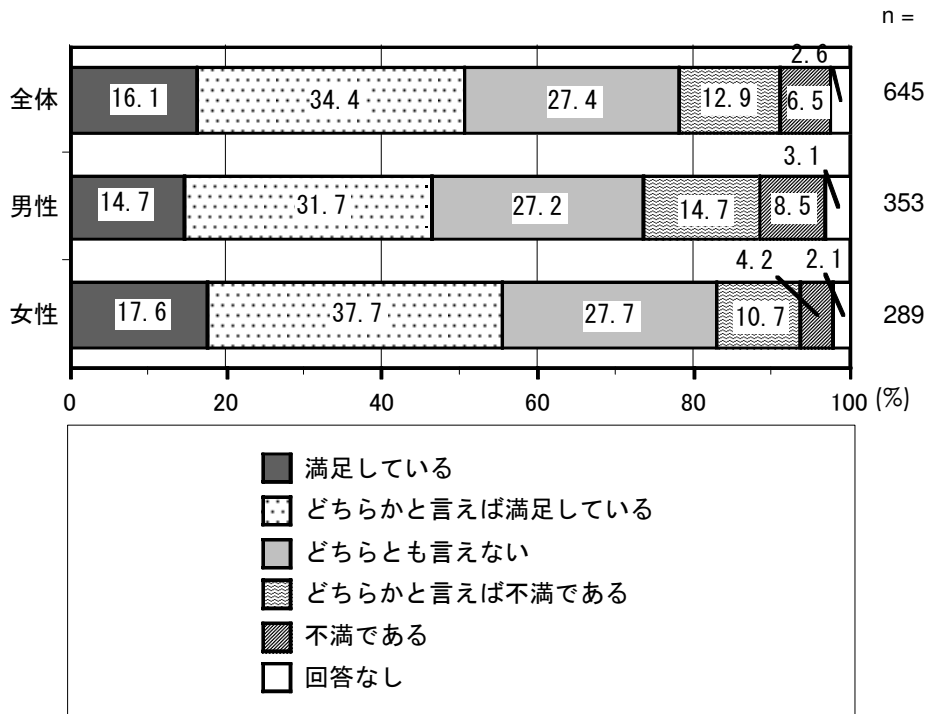 n =
2.6
全体 16.1 34.4 27.4 12.9 6.5 645
3.1
男性 14.7 31.7 27.2 14.7 8.5 353
4.2 2.1
女性 17.6 37.7 27.7 10.7 289
0 20 40 60 80 100 (%)
満足している
どちらかと言えば満足している
どちらとも言えない
どちらかと言えば不満である
不満である
回答なし